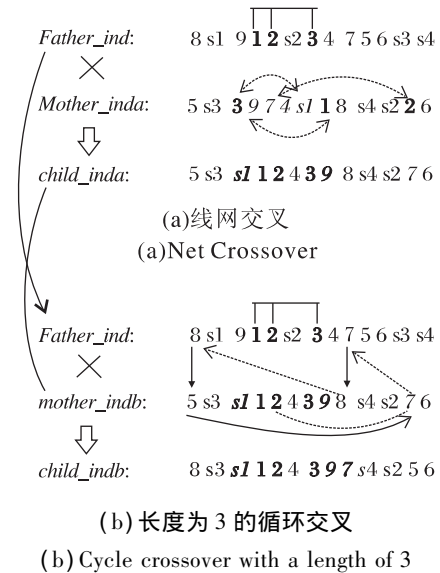 Father_ind: 8 s1 9 1 2 s2 3 4 7 5 6 s3 s4
Mother_inda: 5 s3 3 9 7 4 s1 1 8 s4 s2 2 6
child_inda: 5 s3 s1 1 2 4 3 9 8 s4 s2 7 6
(a)线网交叉
(a)Net Crossover
Father_ind: 8 s1 9 1 2 s2 3 4 7 5 6 s3 s4
mother_indb: 5 s3 s1 1 2 4 3 9 8 s4 s2 7 6
child_indb: 8 s3 s1 1 2 4 3 9 7 s4 s2 5 6
(b)长度为3的循环交叉
(b) Cycle crossover with a length of 3